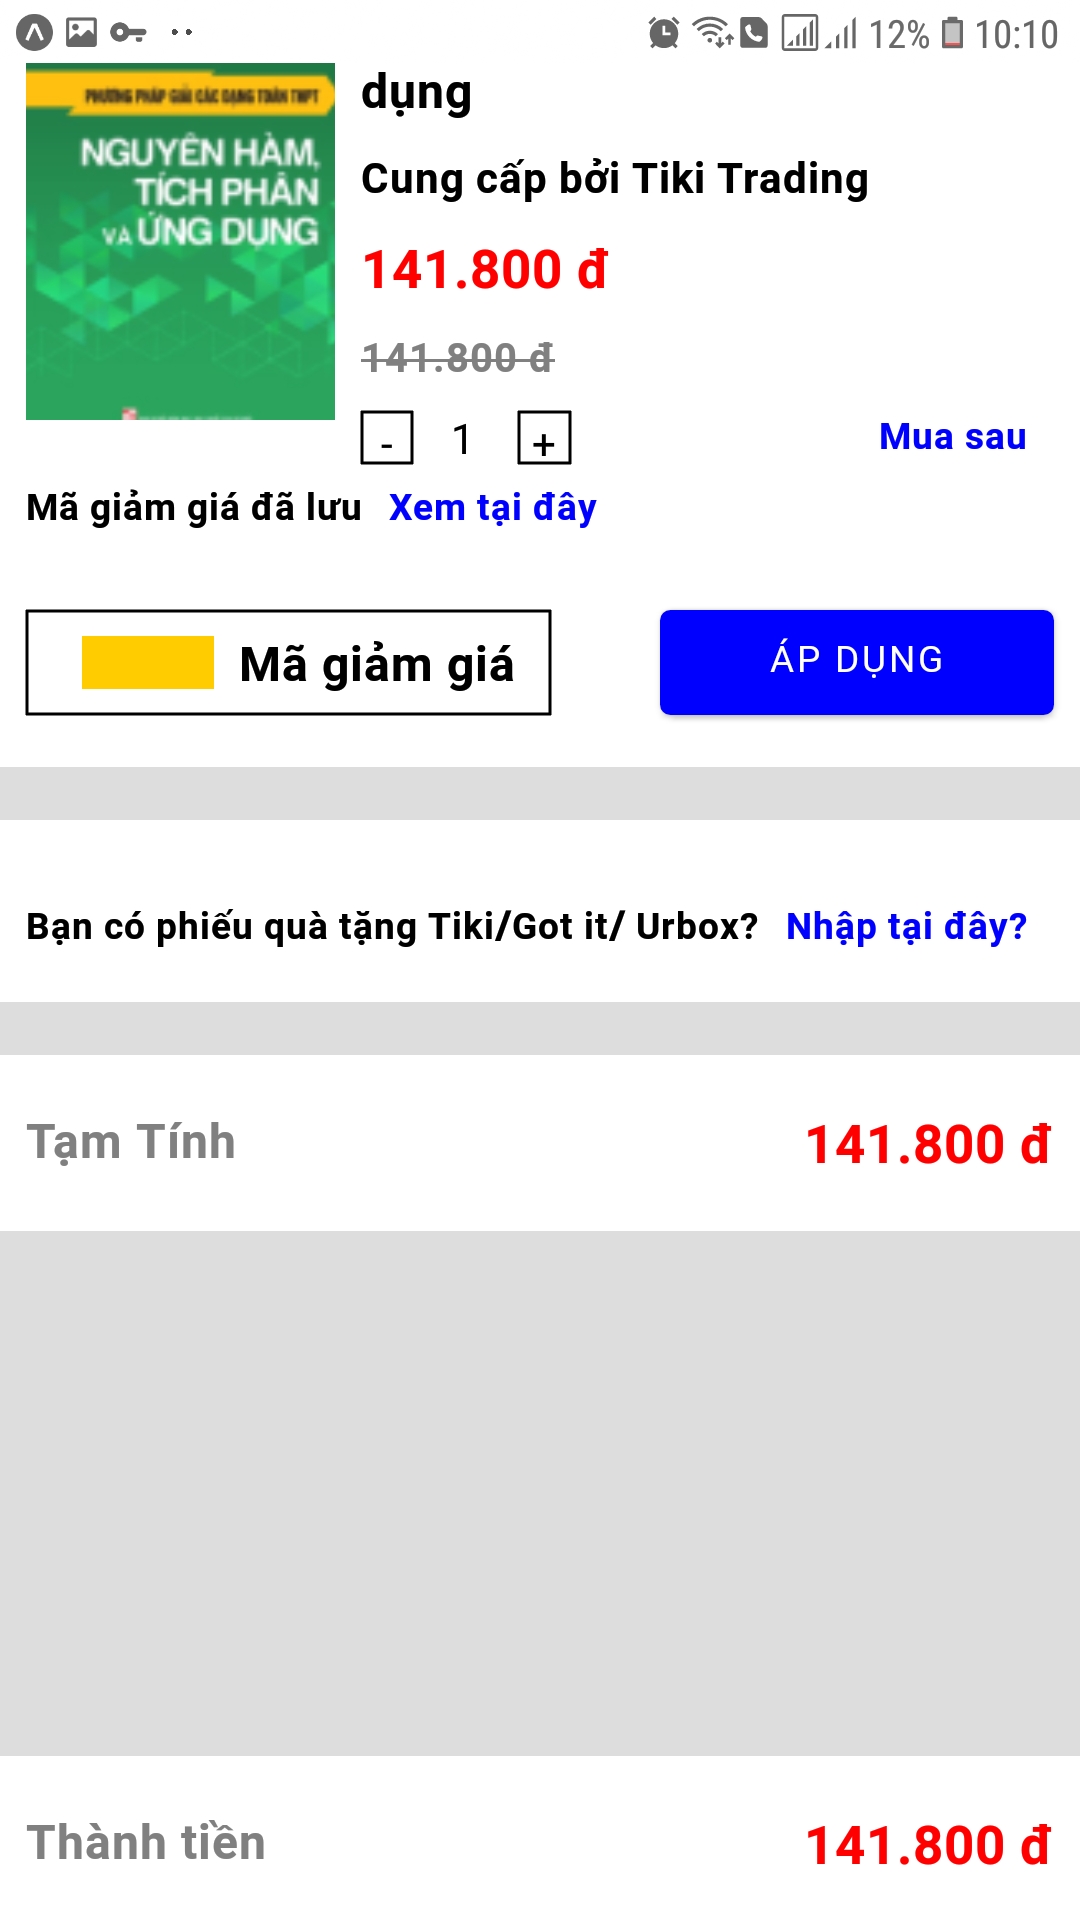 12% 10:10
PHƯƠNG PHÁP GIẢI CÁC DẠNG TOÁN THPT
NGUYÊN HÀM,
TÍCH PHÂN
VÀ ỨNG DỤNG
dụng
Cung cấp bởi Tiki Trading
141.800 đ
141.800 đ
- 1 +
Mua sau
Mã giảm giá đã lưu Xem tại đây
Mã giảm giá
ÁP DỤNG
Bạn có phiếu quà tặng Tiki/Got it/ Urbox? Nhập tại đây?
Tạm Tính 141.800 đ
Thành tiền 141.800 đ